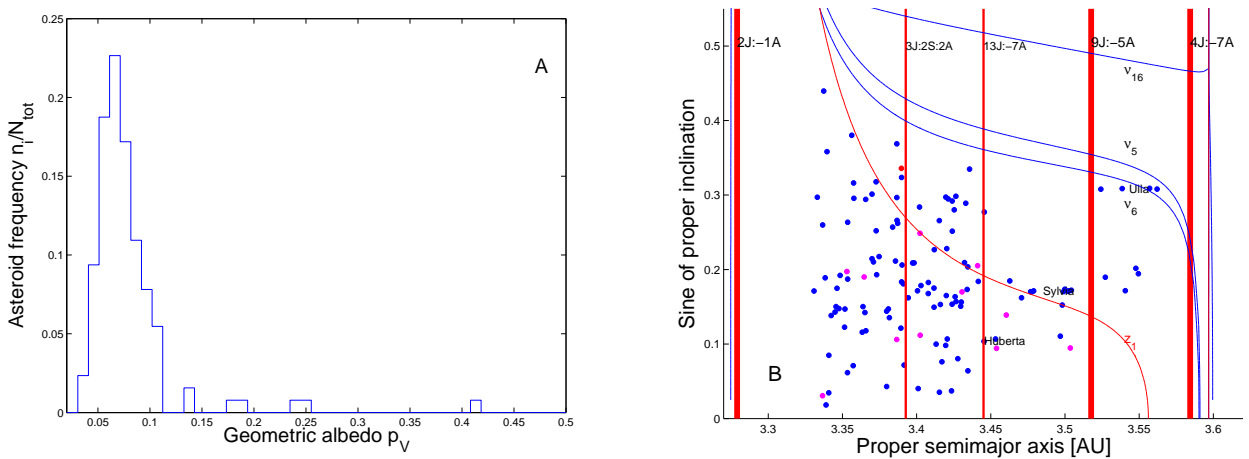 0.25
0.2
0.15
0.1
0.05
0
0.05 0.1 0.15 0.2 0.25 0.3 0.35 0.4 0.45 0.5
Asteroid frequency n_i/N_tot
Geometric albedo p_V
A
0.5
0.4
0.3
0.2
0.1
0
3.3 3.35 3.4 3.45 3.5 3.55 3.6
Sine of proper inclination
Proper semimajor axis [AU]
2J:−1A
3J:2S:2A
13J:−7A
9J:−5A
4J:−7A
ν_16
ν_5
Ulla
ν_6
Sylvia
Huberta
z_1
B